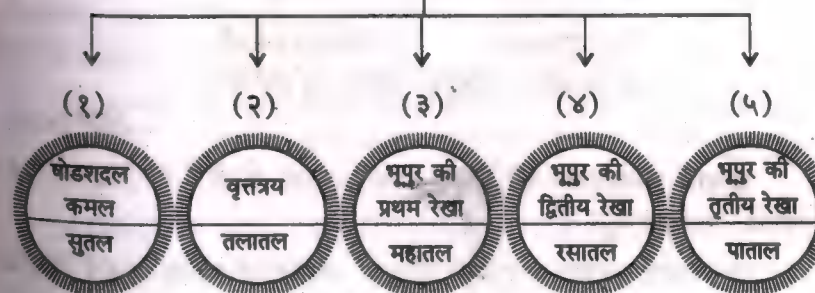 (१) (२) (३) (४) (५)
षोडशदल
कमल
सुतल
वृत्तत्रय
तलातल
भूपुर की
प्रथम रेखा
महातल
भूपुर की
द्वितीय रेखा
रसातल
भूपुर की
तृतीय रेखा
पाताल